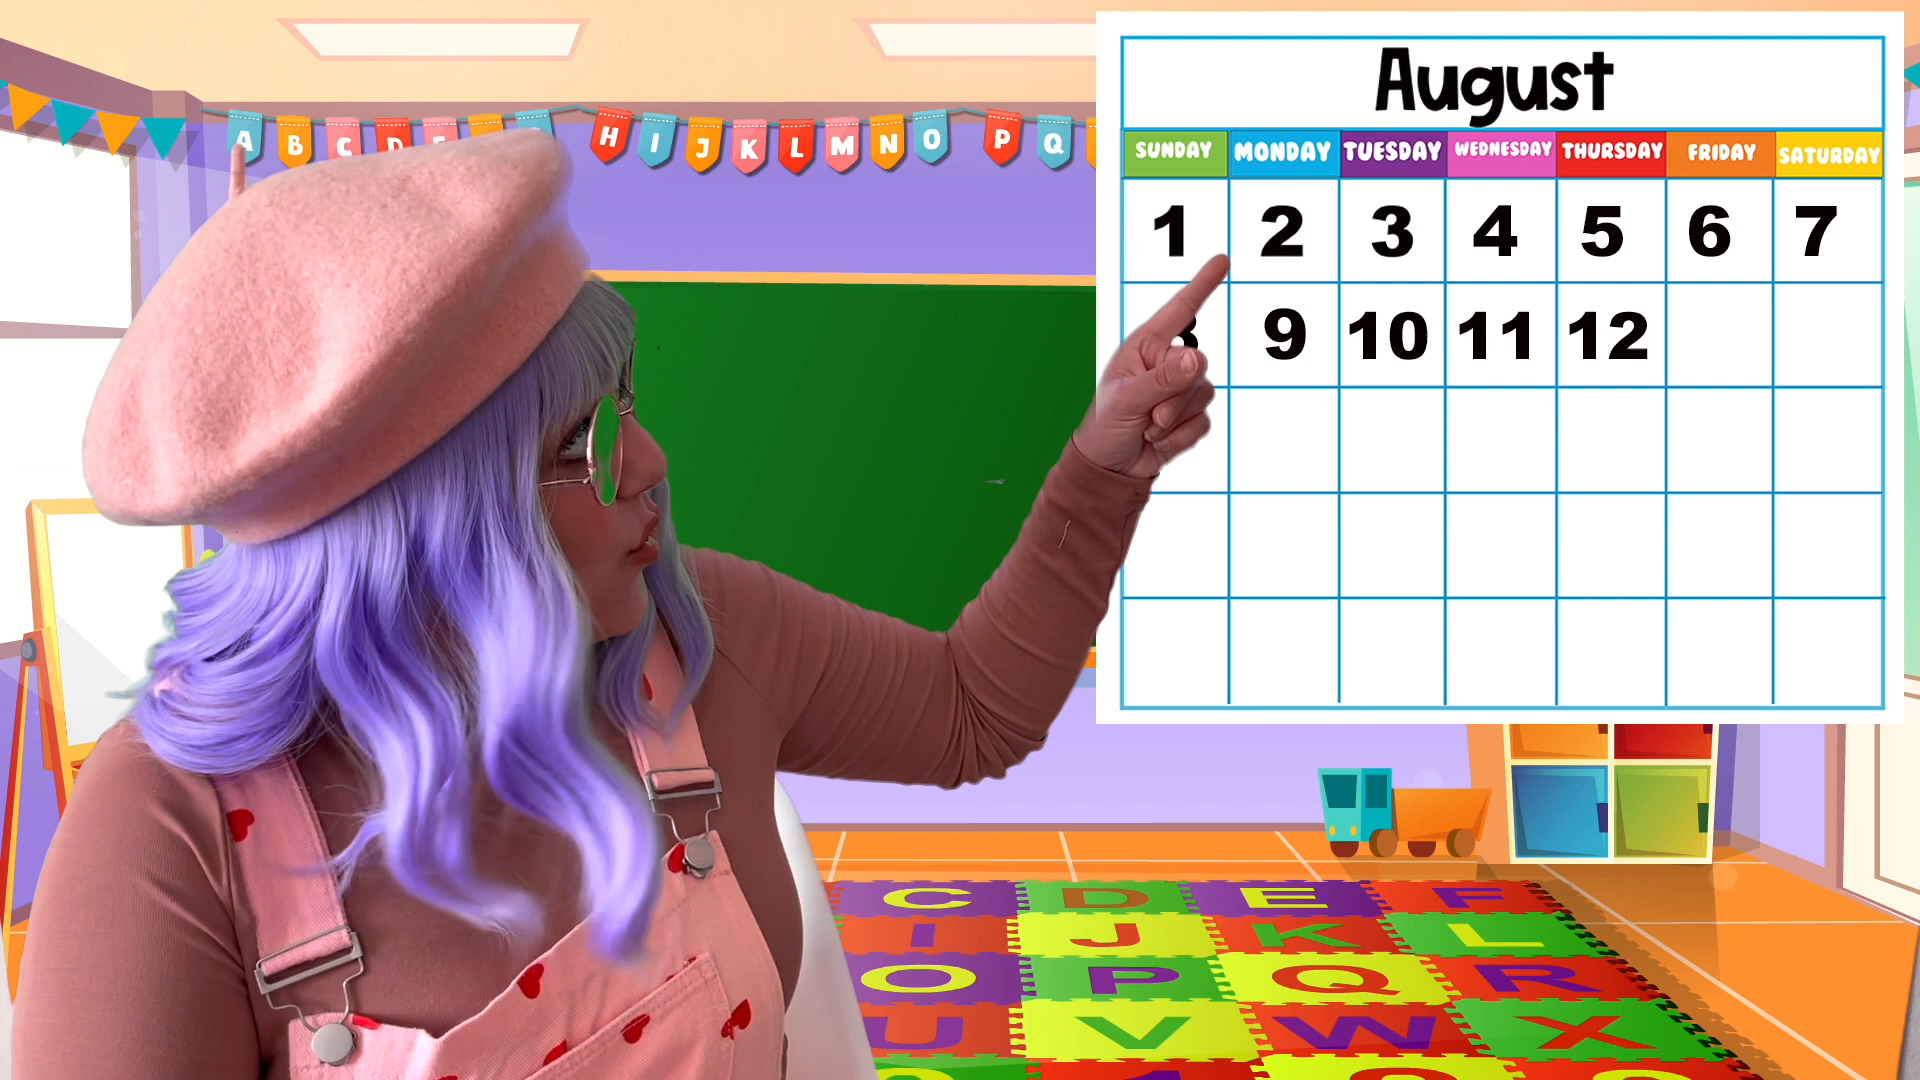 A B C D H I J K L M N O P Q
August
SUNDAY MONDAY TUESDAY WEDNESDAY THURSDAY FRIDAY SATURDAY
1 2 3 4 5 6 7
8 9 10 11 12
C D E F
I J K L
O P Q R
U V W X